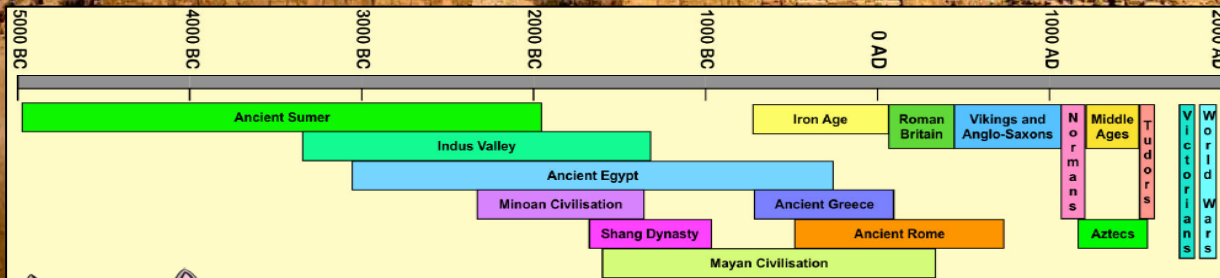 5000 BC
4000 BC
3000 BC
2000 BC
1000 BC
0 AD
1000 AD
2000 AD
Ancient Sumer
Iron Age
Roman
Britain
Vikings and
Anglo-Saxons
Normans
Middle
Ages
Tudors
Victorians
World Wars
Indus Valley
Ancient Egypt
Minoan Civilisation
Ancient Greece
Shang Dynasty
Ancient Rome
Aztecs
Mayan Civilisation